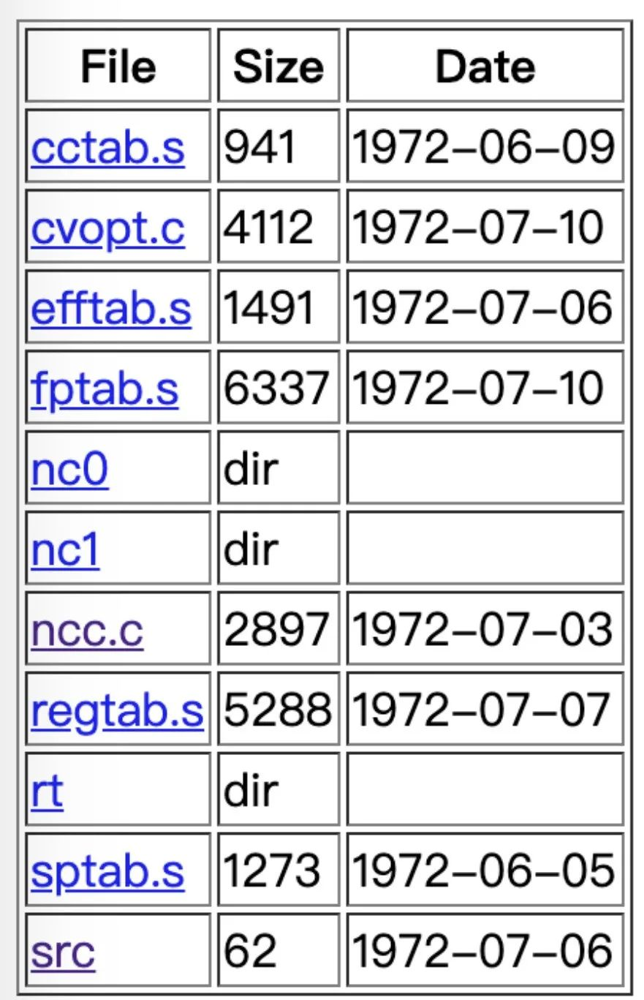 File Size Date
cctab.s 941 1972–06–09
cvopt.c 4112 1972–07–10
efftab.s 1491 1972–07–06
fptab.s 6337 1972–07–10
nc0 dir
nc1 dir
ncc.c 2897 1972–07–03
regtab.s 5288 1972–07–07
rt dir
sptab.s 1273 1972–06–05
src 62 1972–07–06